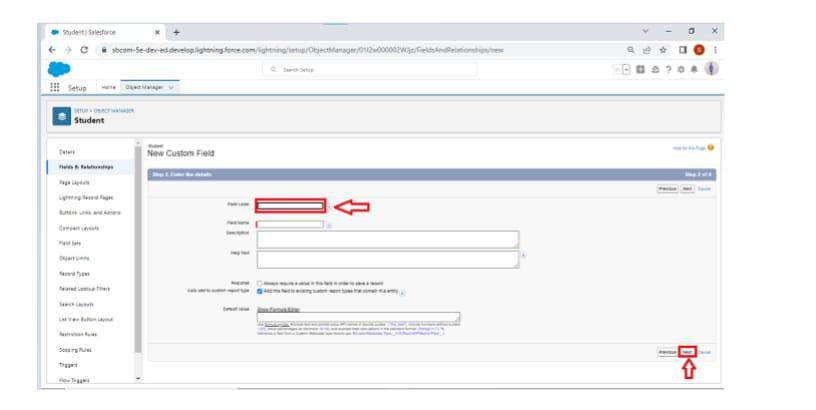 Student | Salesforce
sbcom-5e-dev-ed.develop.lightning.force.com/lightning/setup/ObjectManager/01I2w000002WJjz/FieldsAndRelationships/new
S
Search Setup
Setup Home Object Manager
SETUP > OBJECT MANAGER
Student
Details
Fields & Relationships
Page Layouts
Lightning Record Pages
Buttons, Links, and Actions
Compact Layouts
Field Sets
Object Limits
Record Types
Related Lookup Filters
Search Layouts
List View Button Layout
Restriction Rules
Scoping Rules
Triggers
Flow Triggers
Student
New Custom Field
Help for this Page
Step 2. Enter the details
Step 2 of 4
Previous Next Cancel
Field Label
Field Name
Description
Help Text
Required Always require a value in this field in order to save a record
Auto add to custom report type Add this field to existing custom report types that contain this entity
Default Value Show Formula Editor
Previous Next Cancel